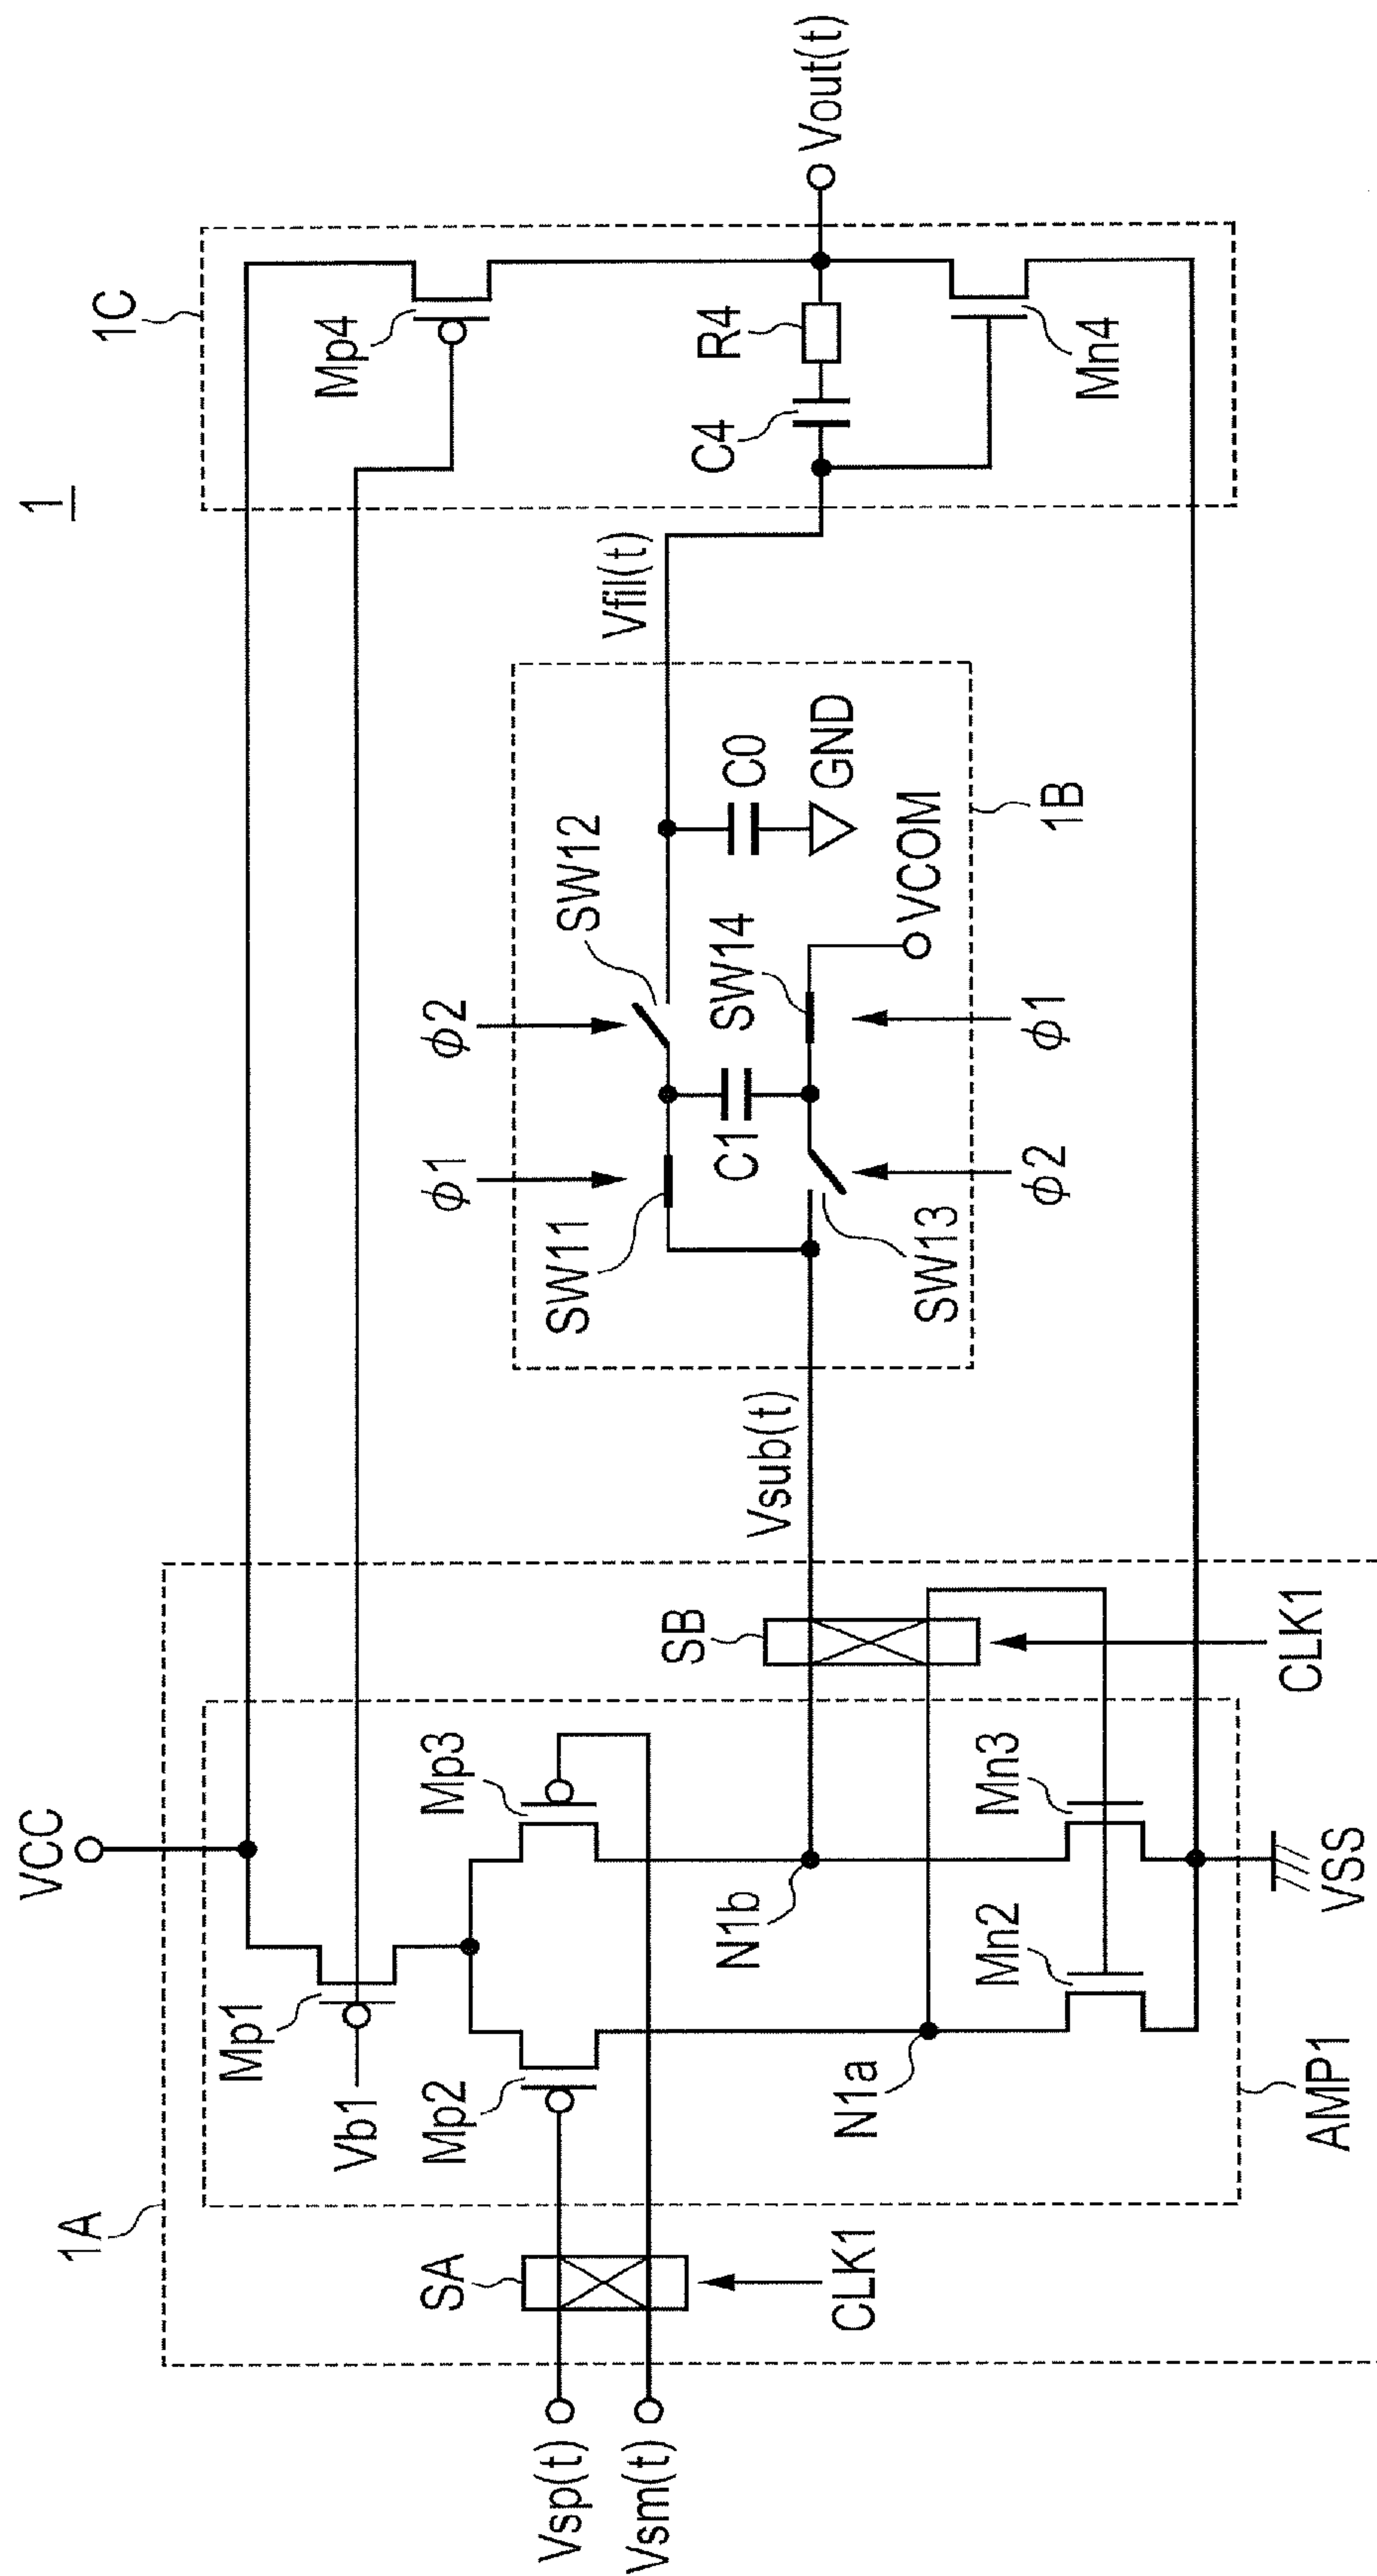 1
1A
VCC
1C
Mp1
Vb1
Mp4
Mp2
Mp3
SA
Vsp(t)
Vsm(t)
CLK1
N1b
N1a
SB
Vsub(t)
CLK1
Mn2
Mn3
AMP1
VSS
ϕ1
ϕ2
SW11
SW12
Vfil(t)
C1
SW14
C0
GND
VCOM
SW13
ϕ2
ϕ1
1B
C4
R4
Vout(t)
Mn4